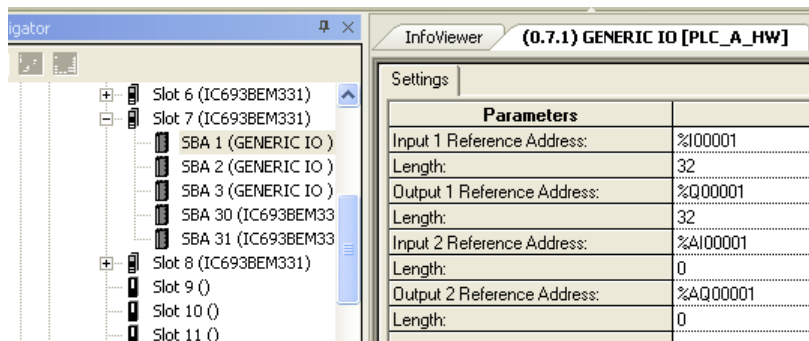 igator
Slot 6 (IC693BEM331)
Slot 7 (IC693BEM331)
SBA 1 (GENERIC IO )
SBA 2 (GENERIC IO )
SBA 3 (GENERIC IO )
SBA 30 (IC693BEM33
SBA 31 (IC693BEM33
Slot 8 (IC693BEM331)
Slot 9 ()
Slot 10 ()
Slot 11 ()
InfoViewer (0.7.1) GENERIC IO [PLC_A_HW]
Settings
Parameters
Input 1 Reference Address: %I00001
Length: 32
Output 1 Reference Address: %Q00001
Length: 32
Input 2 Reference Address: %AI00001
Length: 0
Output 2 Reference Address: %AQ00001
Length: 0